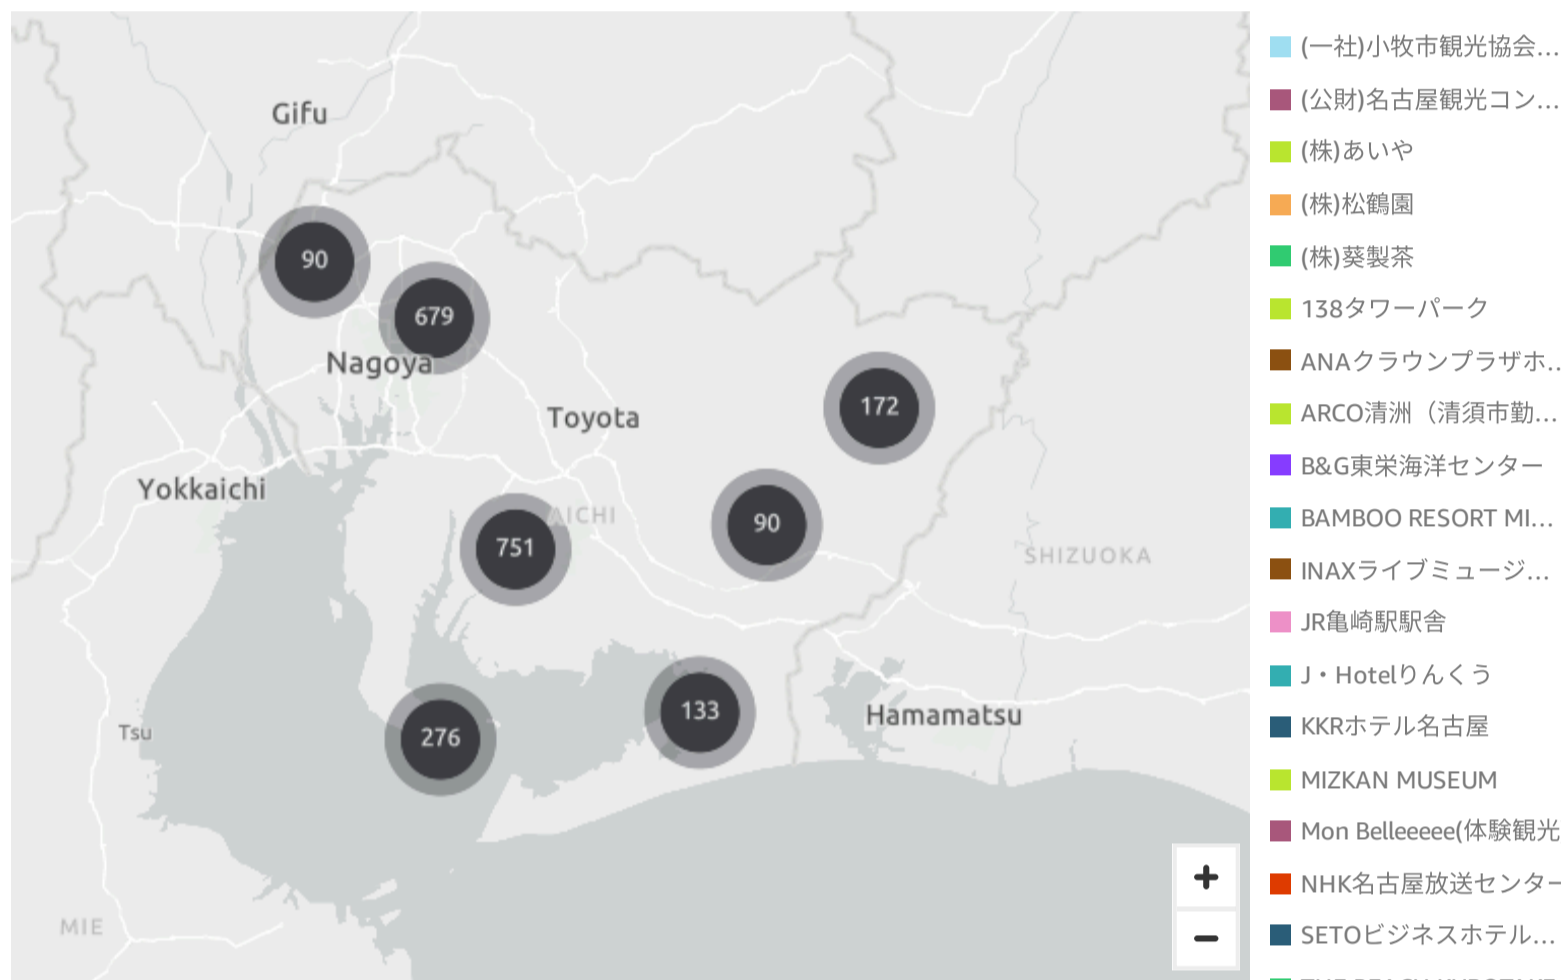 Gifu
90
679
Nagoya
172
Toyota
Yokkaichi
AICHI
751
90
SHIZUOKA
133
Hamamatsu
276
Tsu
MIE
+
−
(一社)小牧市観光協会…
(公財)名古屋観光コン…
(株)あいや
(株)松鶴園
(株)葵製茶
138タワーパーク
ANAクラウンプラザホ…
ARCO清洲（清須市勤…
B&G東栄海洋センター
BAMBOO RESORT MI…
INAXライブミュージ…
JR亀崎駅駅舎
J・Hotelりんくう
KKRホテル名古屋
MIZKAN MUSEUM
Mon Belleeeee(体験観光
NHK名古屋放送センター
SETOビジネスホテル…